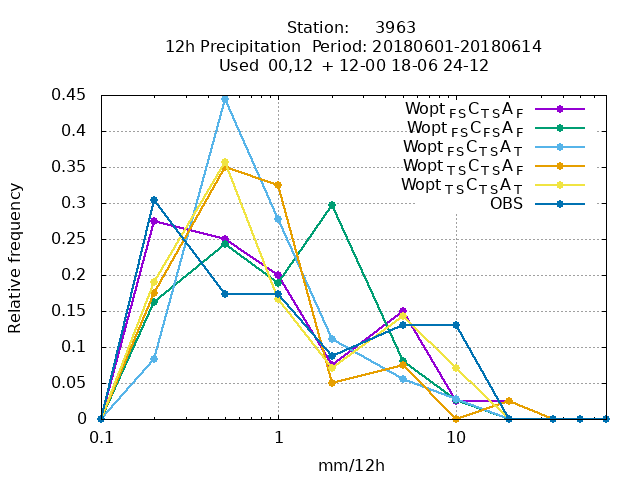 Station: 3963
12h Precipitation Period: 20180601-20180614
Used 00,12 + 12-00 18-06 24-12
0.45
0.4
0.35
0.3
0.25
0.2
0.15
0.1
0.05
0
Relative frequency
Wopt FS C TS A F
Wopt FS C FS A F
Wopt FS C TS A T
Wopt TS C TS A F
Wopt TS C TS A T
OBS
0.1 1 10
mm/12h